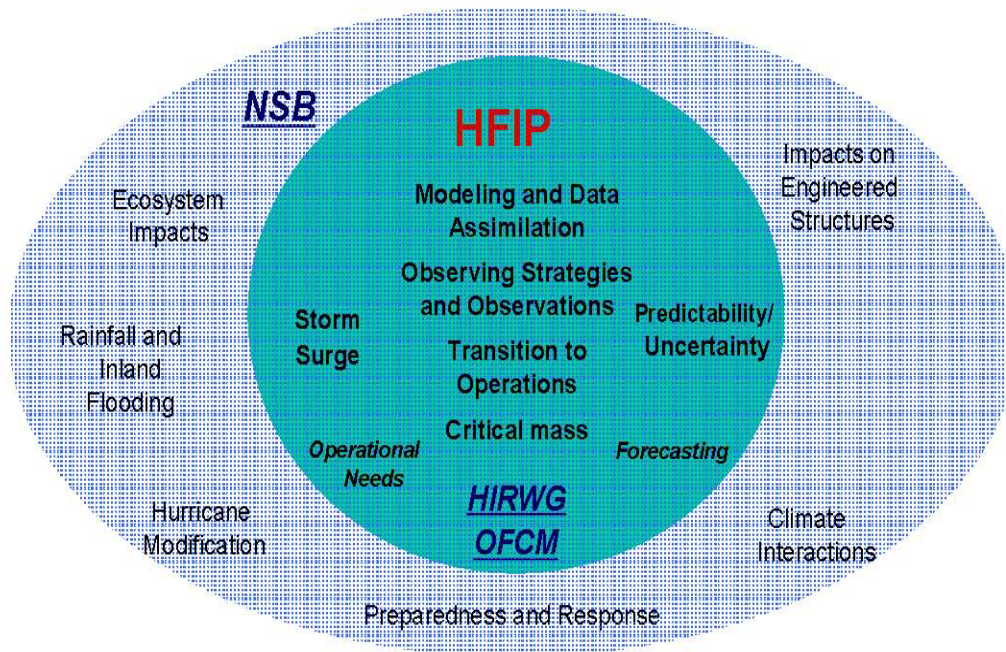 NSB
HFIP
Modeling and Data
Assimilation
Observing Strategies
and Observations
Transition to
Operations
Critical mass
Storm
Surge
Predictability/
Uncertainty
Operational
Needs
Forecasting
HIRWG
OFCM
Ecosystem
Impacts
Rainfall and
Inland
Flooding
Hurricane
Modification
Preparedness and Response
Impacts on
Engineered
Structures
Climate
Interactions